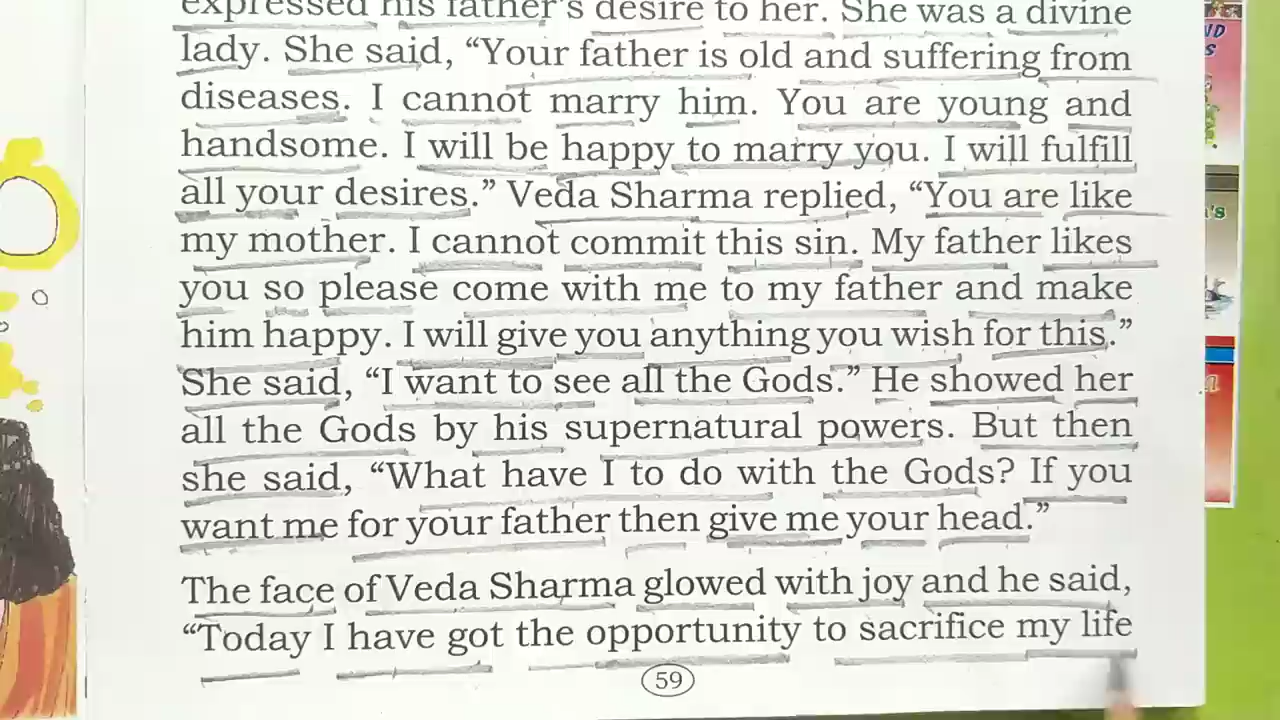 expressed his father's desire to her. She was a divine
lady. She said, "Your father is old and suffering from
diseases. I cannot marry him. You are young and
handsome. I will be happy to marry you. I will fulfill
all your desires." Veda Sharma replied, "You are like
my mother. I cannot commit this sin. My father likes
you so please come with me to my father and make
him happy. I will give you anything you wish for this."
She said, "I want to see all the Gods." He showed her
all the Gods by his supernatural powers. But then
she said, "What have I to do with the Gods? If you
want me for your father then give me your head."
The face of Veda Sharma glowed with joy and he said,
"Today I have got the opportunity to sacrifice my life
59